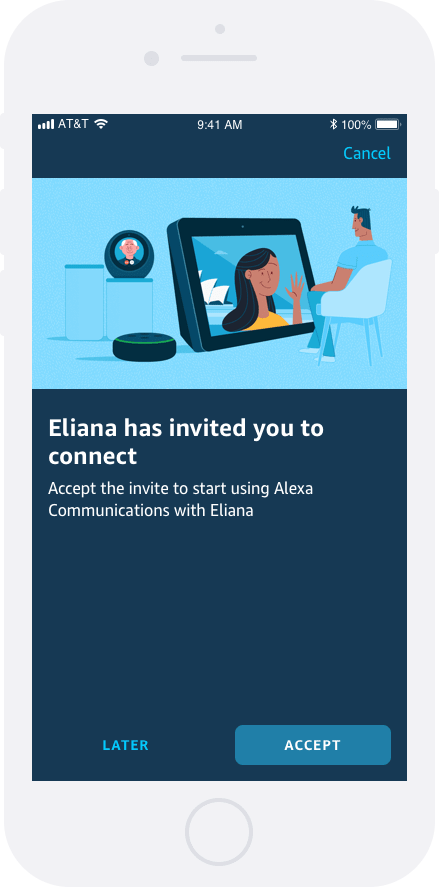 AT&T 9:41 AM 100%
Cancel
Eliana has invited you to
connect
Accept the invite to start using Alexa
Communications with Eliana
LATER ACCEPT